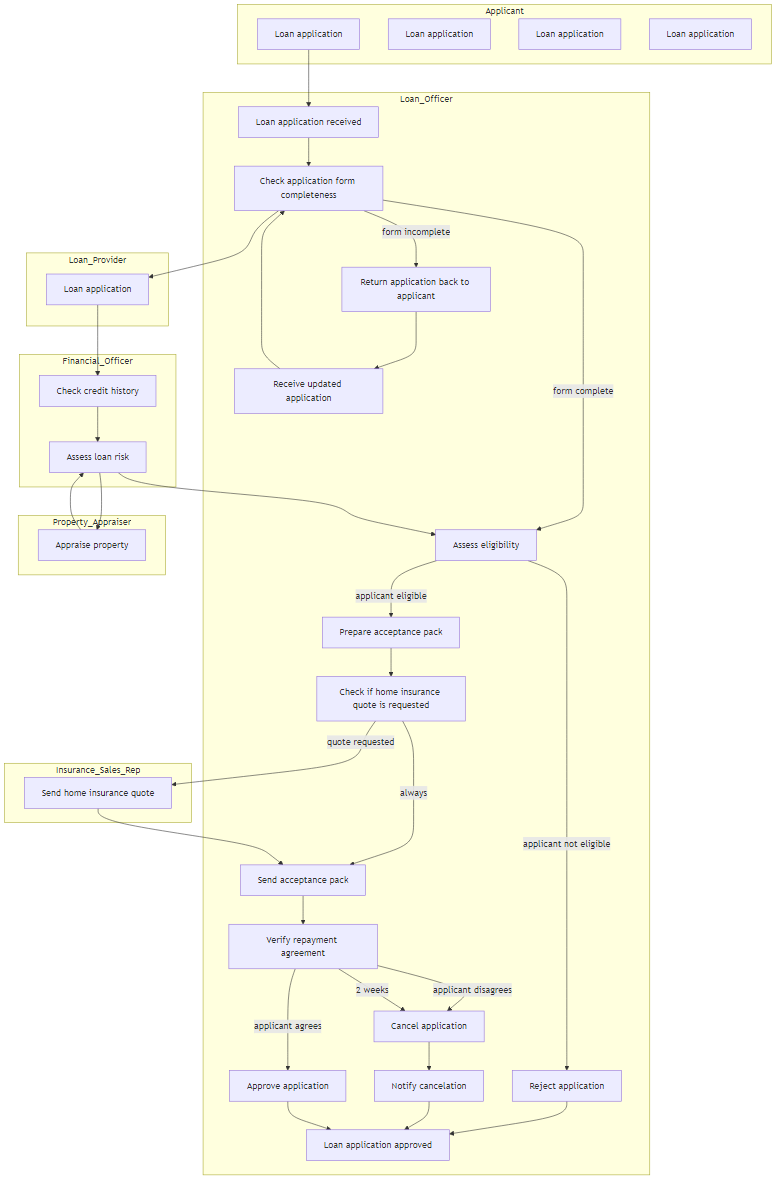 Applicant
Loan application
Loan application
Loan application
Loan application
Loan_Officer
Loan application received
Check application form
completeness
form incomplete
Loan_Provider
Loan application
Return application back to
applicant
Financial_Officer
Check credit history
Receive updated
application
form complete
Assess loan risk
Property_Appraiser
Appraise property
Assess eligibility
applicant eligible
Prepare acceptance pack
Check if home insurance
quote is requested
quote requested
Insurance_Sales_Rep
Send home insurance quote
always
applicant not eligible
Send acceptance pack
Verify repayment
agreement
2 weeks
applicant disagrees
applicant agrees
Cancel application
Approve application
Notify cancelation
Reject application
Loan application approved